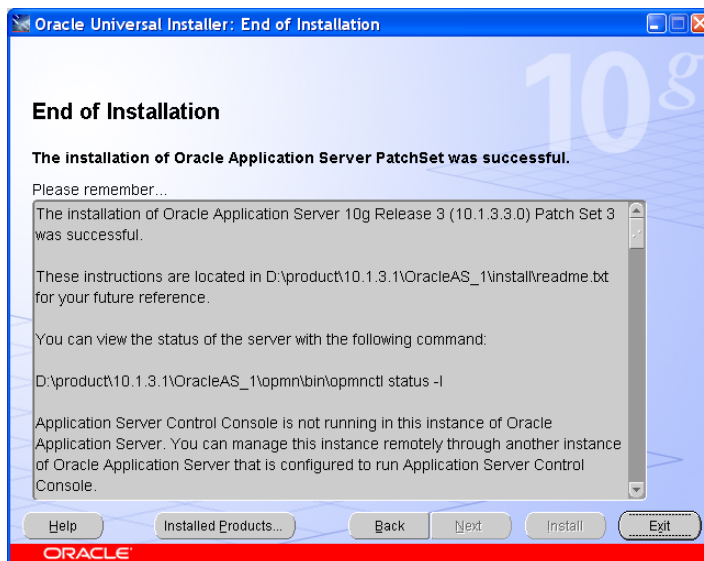 Oracle Universal Installer: End of Installation
10g
End of Installation
The installation of Oracle Application Server PatchSet was successful.
Please remember...
The installation of Oracle Application Server 10g Release 3 (10.1.3.3.0) Patch Set 3
was successful.
These instructions are located in D:\product\10.1.3.1\OracleAS_1\install\readme.txt
for your future reference.
You can view the status of the server with the following command:
D:\product\10.1.3.1\OracleAS_1\opmn\bin\opmnctl status -l
Application Server Control Console is not running in this instance of Oracle
Application Server. You can manage this instance remotely through another instance
of Oracle Application Server that is configured to run Application Server Control
Console.
Help Installed Products... Back Next Install Exit
ORACLE